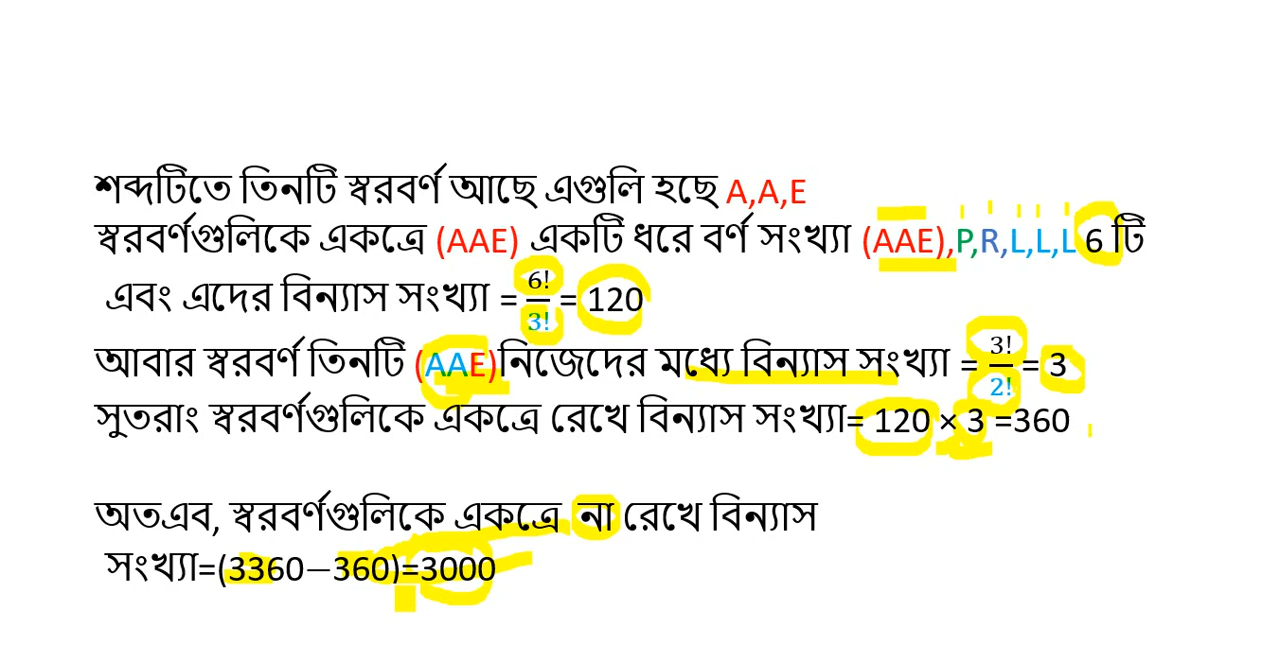 শব্দটিতে তিনটি স্বরবর্ণ আছে এগুলি হচ্ছে A,A,E
স্বরবর্ণগুলিকে একত্রে (AAE) একটি ধরে বর্ণ সংখ্যা (AAE),P,R,L,L,L 6 টি
এবং এদের বিন্যাস সংখ্যা = 6!/3! = 120
আবার স্বরবর্ণ তিনটি (AAE)নিজেদের মধ্যে বিন্যাস সংখ্যা = 3!/2! = 3
সুতরাং স্বরবর্ণগুলিকে একত্রে রেখে বিন্যাস সংখ্যা= 120 × 3 =360
অতএব, স্বরবর্ণগুলিকে একত্রে না রেখে বিন্যাস
সংখ্যা=(3360−360)=3000